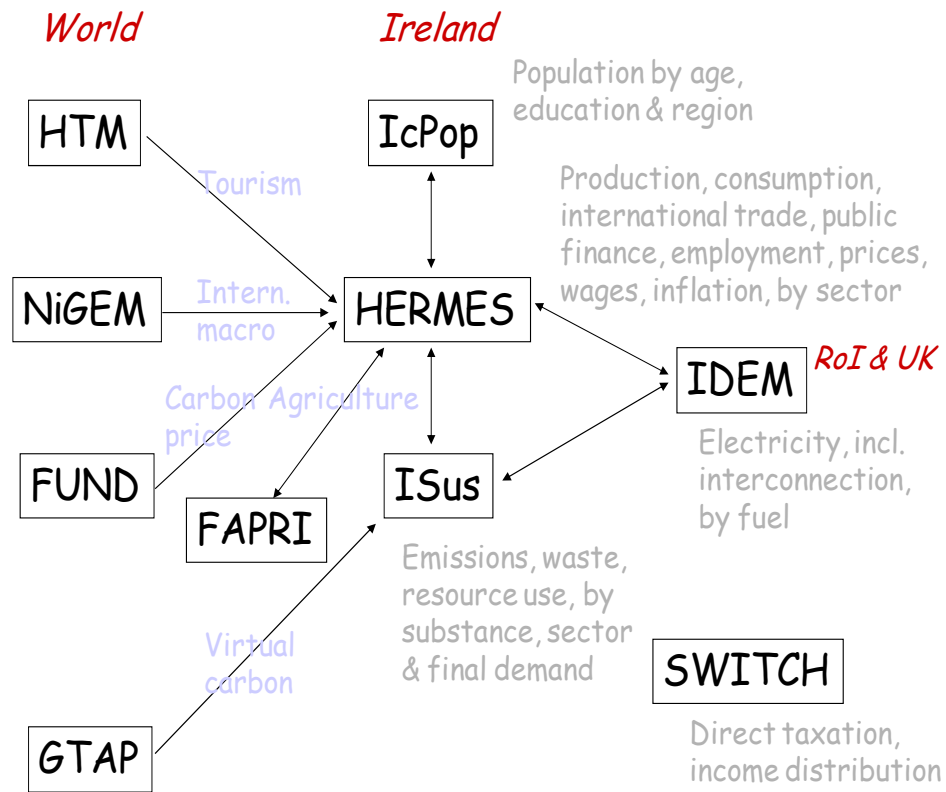 World
Ireland
Population by age,
education & region
HTM
IcPop
Tourism
Production, consumption,
international trade, public
finance, employment, prices,
wages, inflation, by sector
NiGEM
Intern.
macro
HERMES
IDEM
RoI & UK
Carbon
price
Agriculture
Electricity, incl.
interconnection,
by fuel
FUND
FAPRI
ISus
Emissions, waste,
resource use, by
substance, sector
& final demand
Virtual
carbon
SWITCH
Direct taxation,
income distribution
GTAP